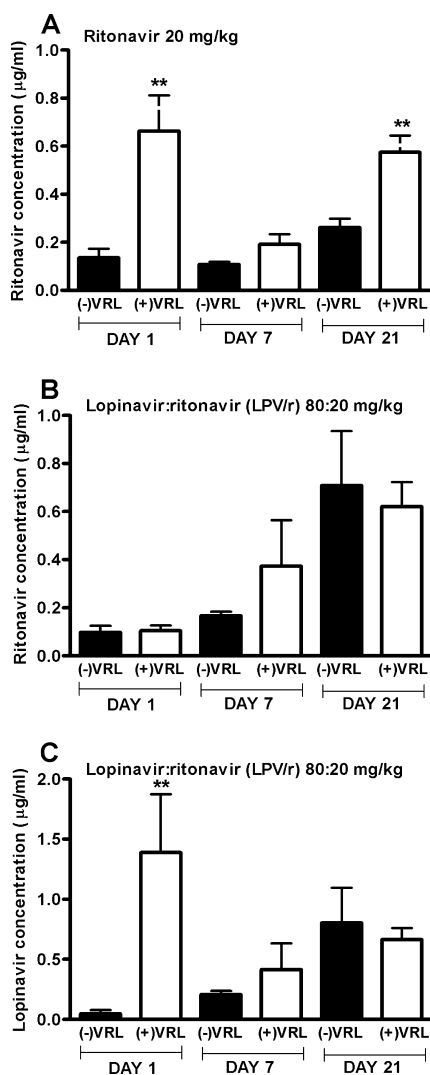 A
Ritonavir 20 mg/kg
Ritonavir concentration (µg/ml)
1.0
0.8
0.6
0.4
0.2
0.0
**
**
(-)VRL (+)VRL (-)VRL (+)VRL (-)VRL (+)VRL
DAY 1 DAY 7 DAY 21
B
Lopinavir:ritonavir (LPV/r) 80:20 mg/kg
Ritonavir concentration (µg/ml)
1.0
0.8
0.6
0.4
0.2
0.0
(-)VRL (+)VRL (-)VRL (+)VRL (-)VRL (+)VRL
DAY 1 DAY 7 DAY 21
C
Lopinavir:ritonavir (LPV/r) 80:20 mg/kg
Lopinavir concentration (µg/ml)
2.0
1.5
1.0
0.5
0.0
**
(-)VRL (+)VRL (-)VRL (+)VRL (-)VRL (+)VRL
DAY 1 DAY 7 DAY 21